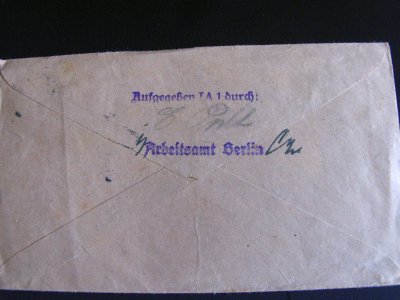 Aufgegeben IA 1 durch:
Arbeitsamt Berlin